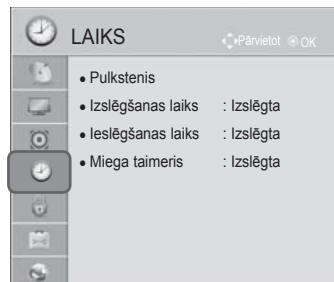 LAIKS
Pārvietot OK
• Pulkstenis
• Izslēgšanas laiks : Izslēgta
• Ieslēgšanas laiks : Izslēgta
• Miega taimeris : Izslēgta